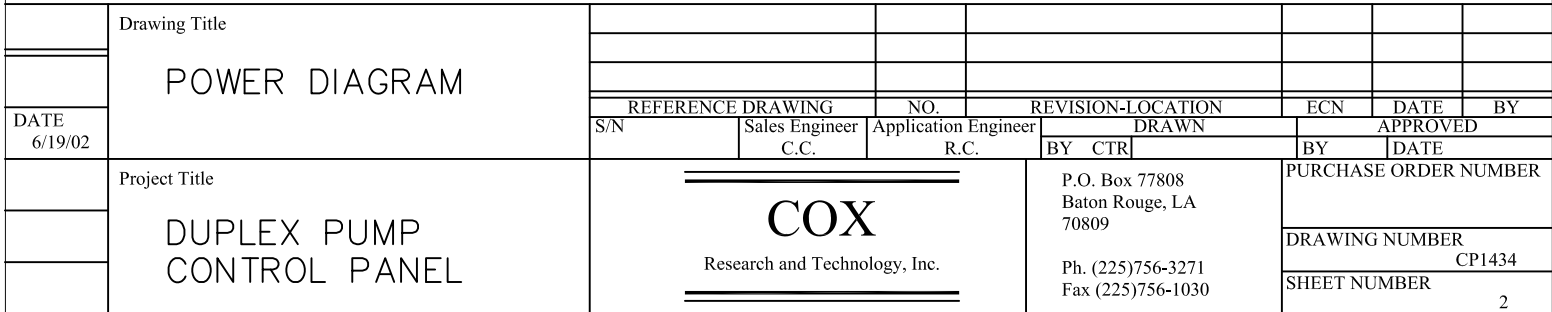 Drawing Title
POWER DIAGRAM
REFERENCE DRAWING NO. REVISION-LOCATION ECN DATE BY
DATE
6/19/02
S/N Sales Engineer Application Engineer DRAWN APPROVED
C.C. R.C. BY CTR BY DATE
Project Title
DUPLEX PUMP
CONTROL PANEL
COX
Research and Technology, Inc.
P.O. Box 77808
Baton Rouge, LA
70809
Ph. (225)756-3271
Fax (225)756-1030
PURCHASE ORDER NUMBER
DRAWING NUMBER
CP1434
SHEET NUMBER
2